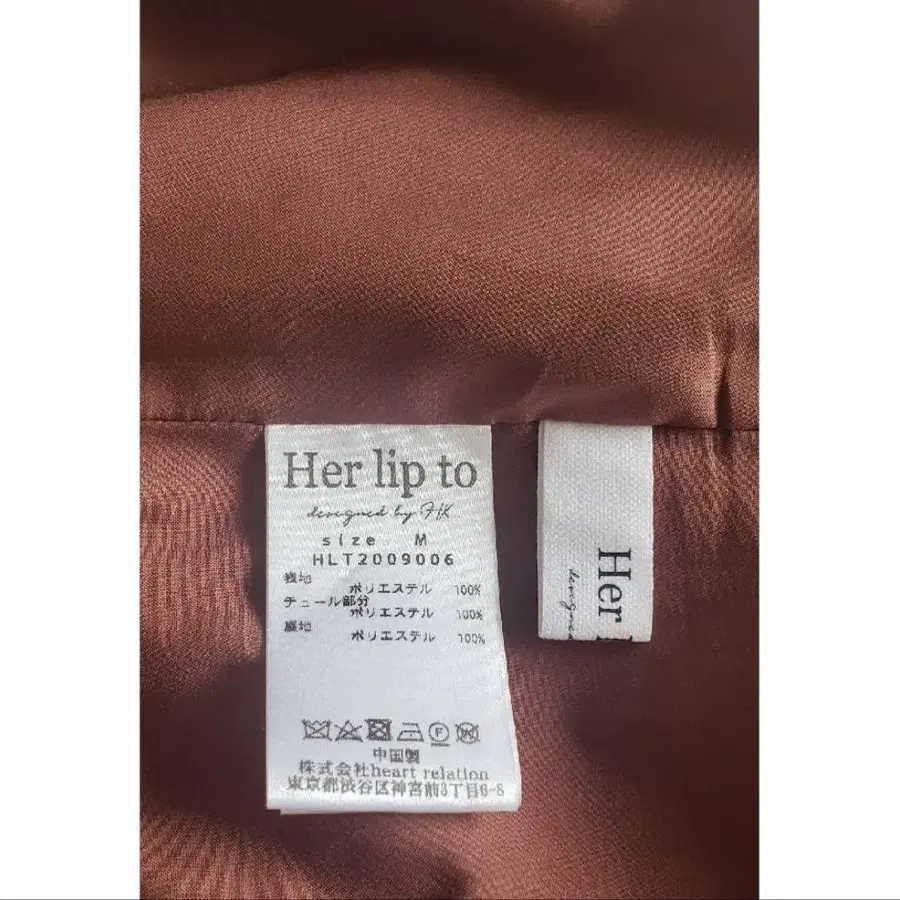 Her lip to
designed by HK
size M
HLT2009006
表地
ポリエステル 100%
チュール部分
ポリエステル 100%
裏地
ポリエステル 100%
中国製
株式会社heart relation
東京都渋谷区神宮前3丁目6-8
Her
designed